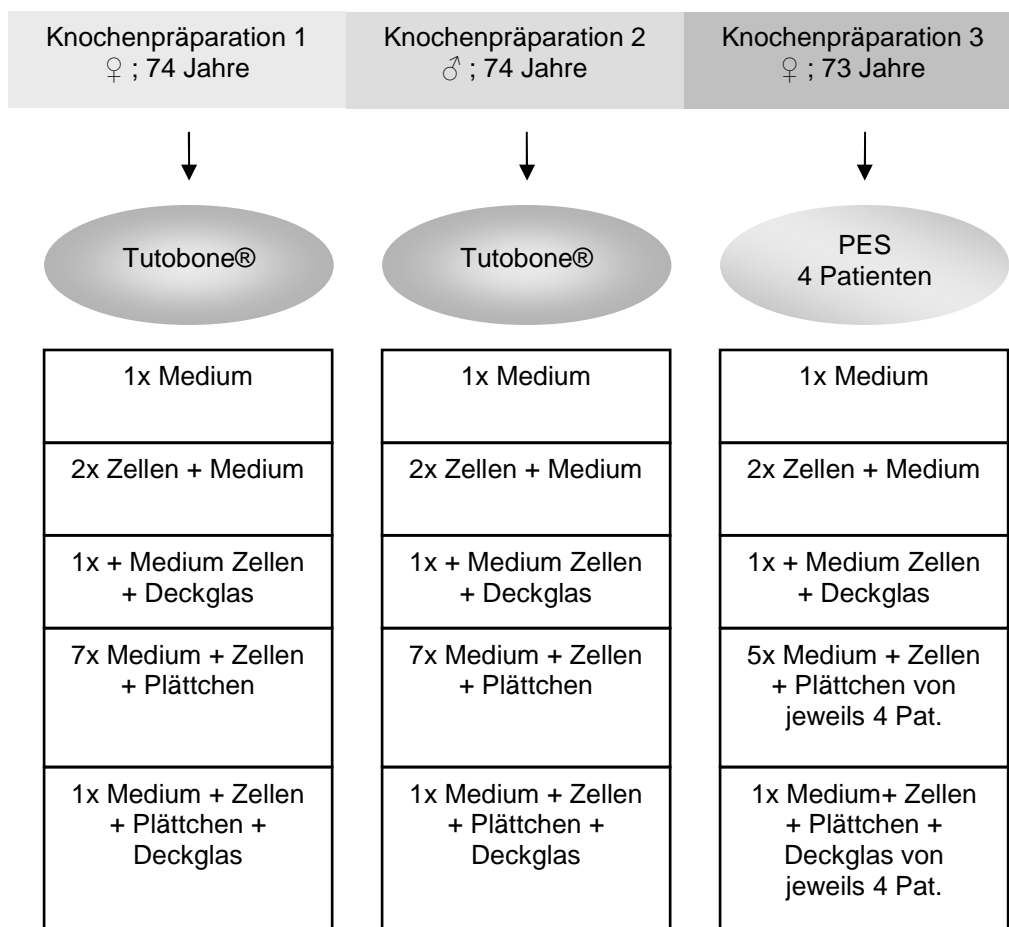 Knochenpräparation 1
♀ ; 74 Jahre
Knochenpräparation 2
♂ ; 74 Jahre
Knochenpräparation 3
♀ ; 73 Jahre
Tutobone®
Tutobone®
PES
4 Patienten
1x Medium
1x Medium
1x Medium
2x Zellen + Medium
2x Zellen + Medium
2x Zellen + Medium
1x + Medium Zellen
+ Deckglas
1x + Medium Zellen
+ Deckglas
1x + Medium Zellen
+ Deckglas
7x Medium + Zellen
+ Plättchen
7x Medium + Zellen
+ Plättchen
5x Medium + Zellen
+ Plättchen von
jeweils 4 Pat.
1x Medium + Zellen
+ Plättchen +
Deckglas
1x Medium + Zellen
+ Plättchen +
Deckglas
1x Medium+ Zellen
+ Plättchen +
Deckglas von
jeweils 4 Pat.